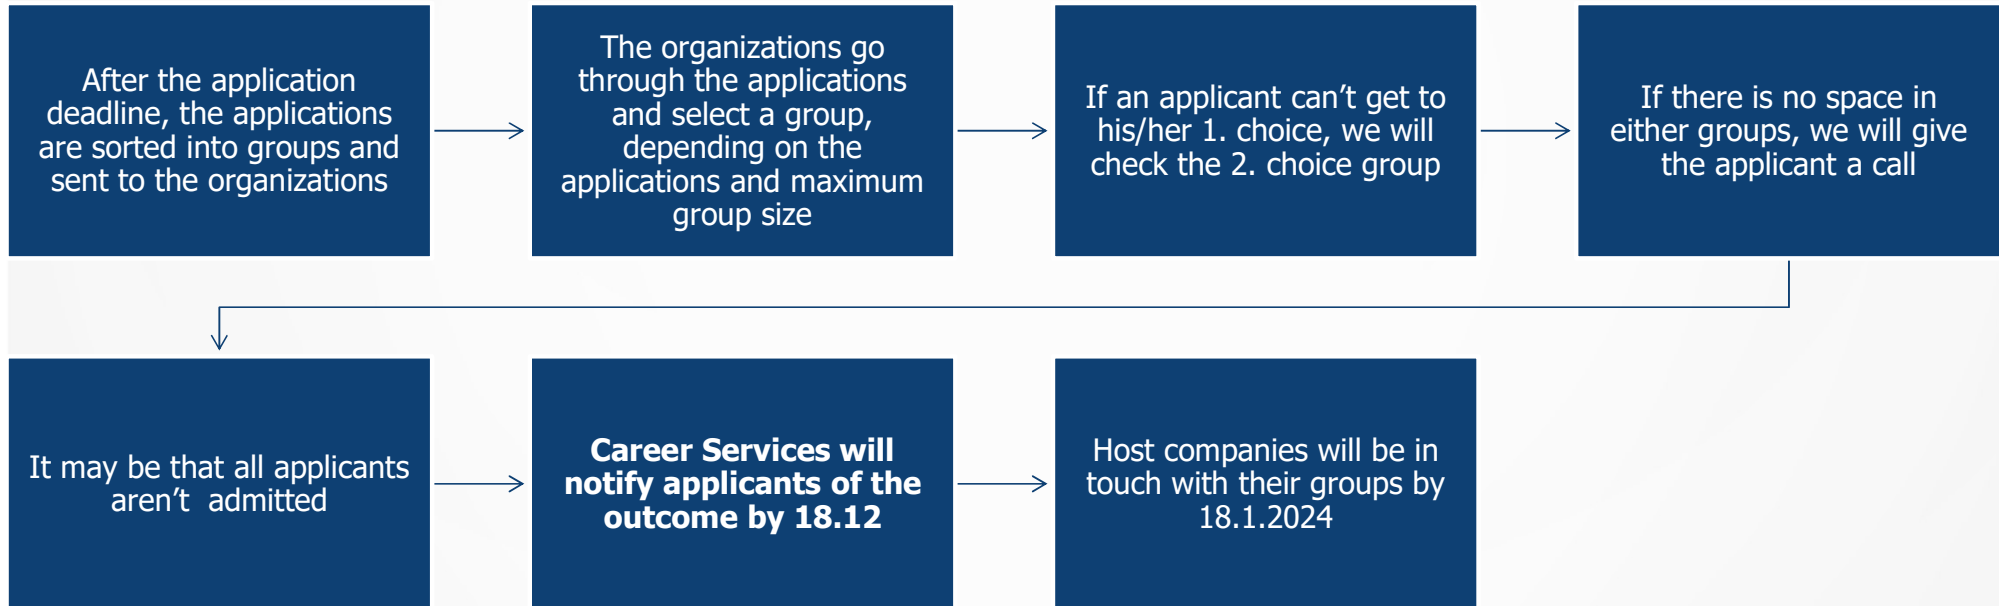 After the application
deadline, the applications
are sorted into groups and
sent to the organizations
The organizations go
through the applications
and select a group,
depending on the
applications and maximum
group size
If an applicant can't get to
his/her 1. choice, we will
check the 2. choice group
If there is no space in
either groups, we will give
the applicant a call
It may be that all applicants
aren't  admitted
Career Services will
notify applicants of the
outcome by 18.12
Host companies will be in
touch with their groups by
18.1.2024